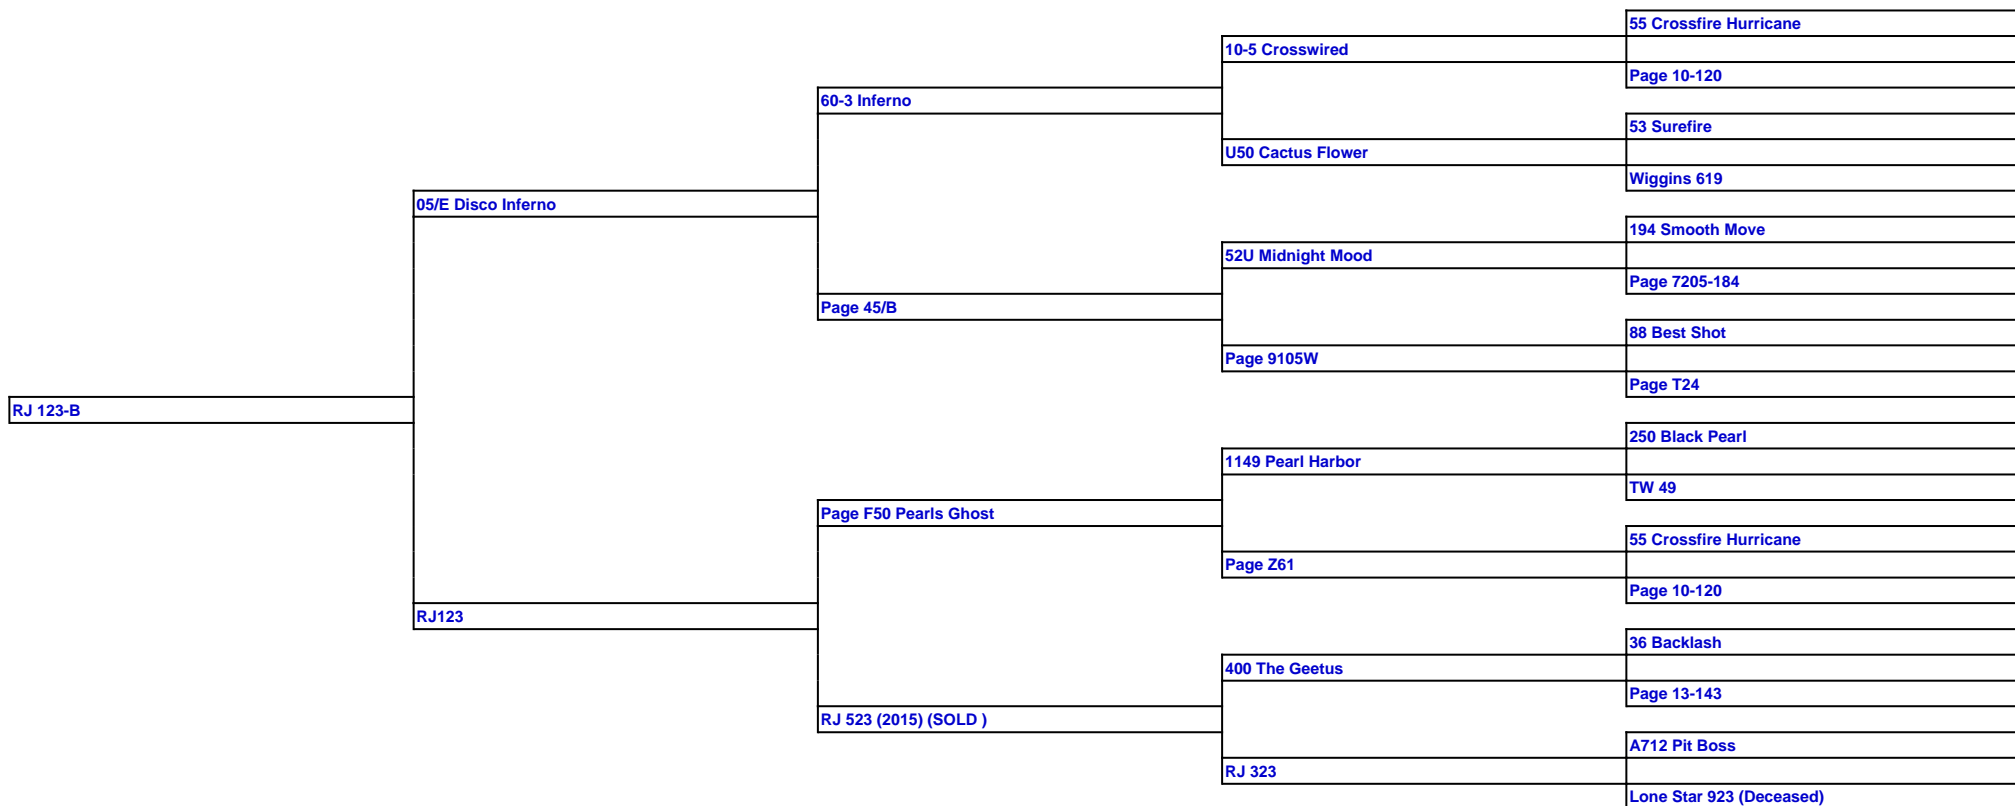 55 Crossfire Hurricane
10-5 Crosswired
Page 10-120
60-3 Inferno
53 Surefire
U50 Cactus Flower
Wiggins 619
05/E Disco Inferno
194 Smooth Move
52U Midnight Mood
Page 7205-184
Page 45/B
88 Best Shot
Page 9105W
Page T24
RJ 123-B
250 Black Pearl
1149 Pearl Harbor
TW 49
Page F50 Pearls Ghost
55 Crossfire Hurricane
Page Z61
Page 10-120
RJ123
36 Backlash
400 The Geetus
Page 13-143
RJ 523 (2015) (SOLD )
A712 Pit Boss
RJ 323
Lone Star 923 (Deceased)